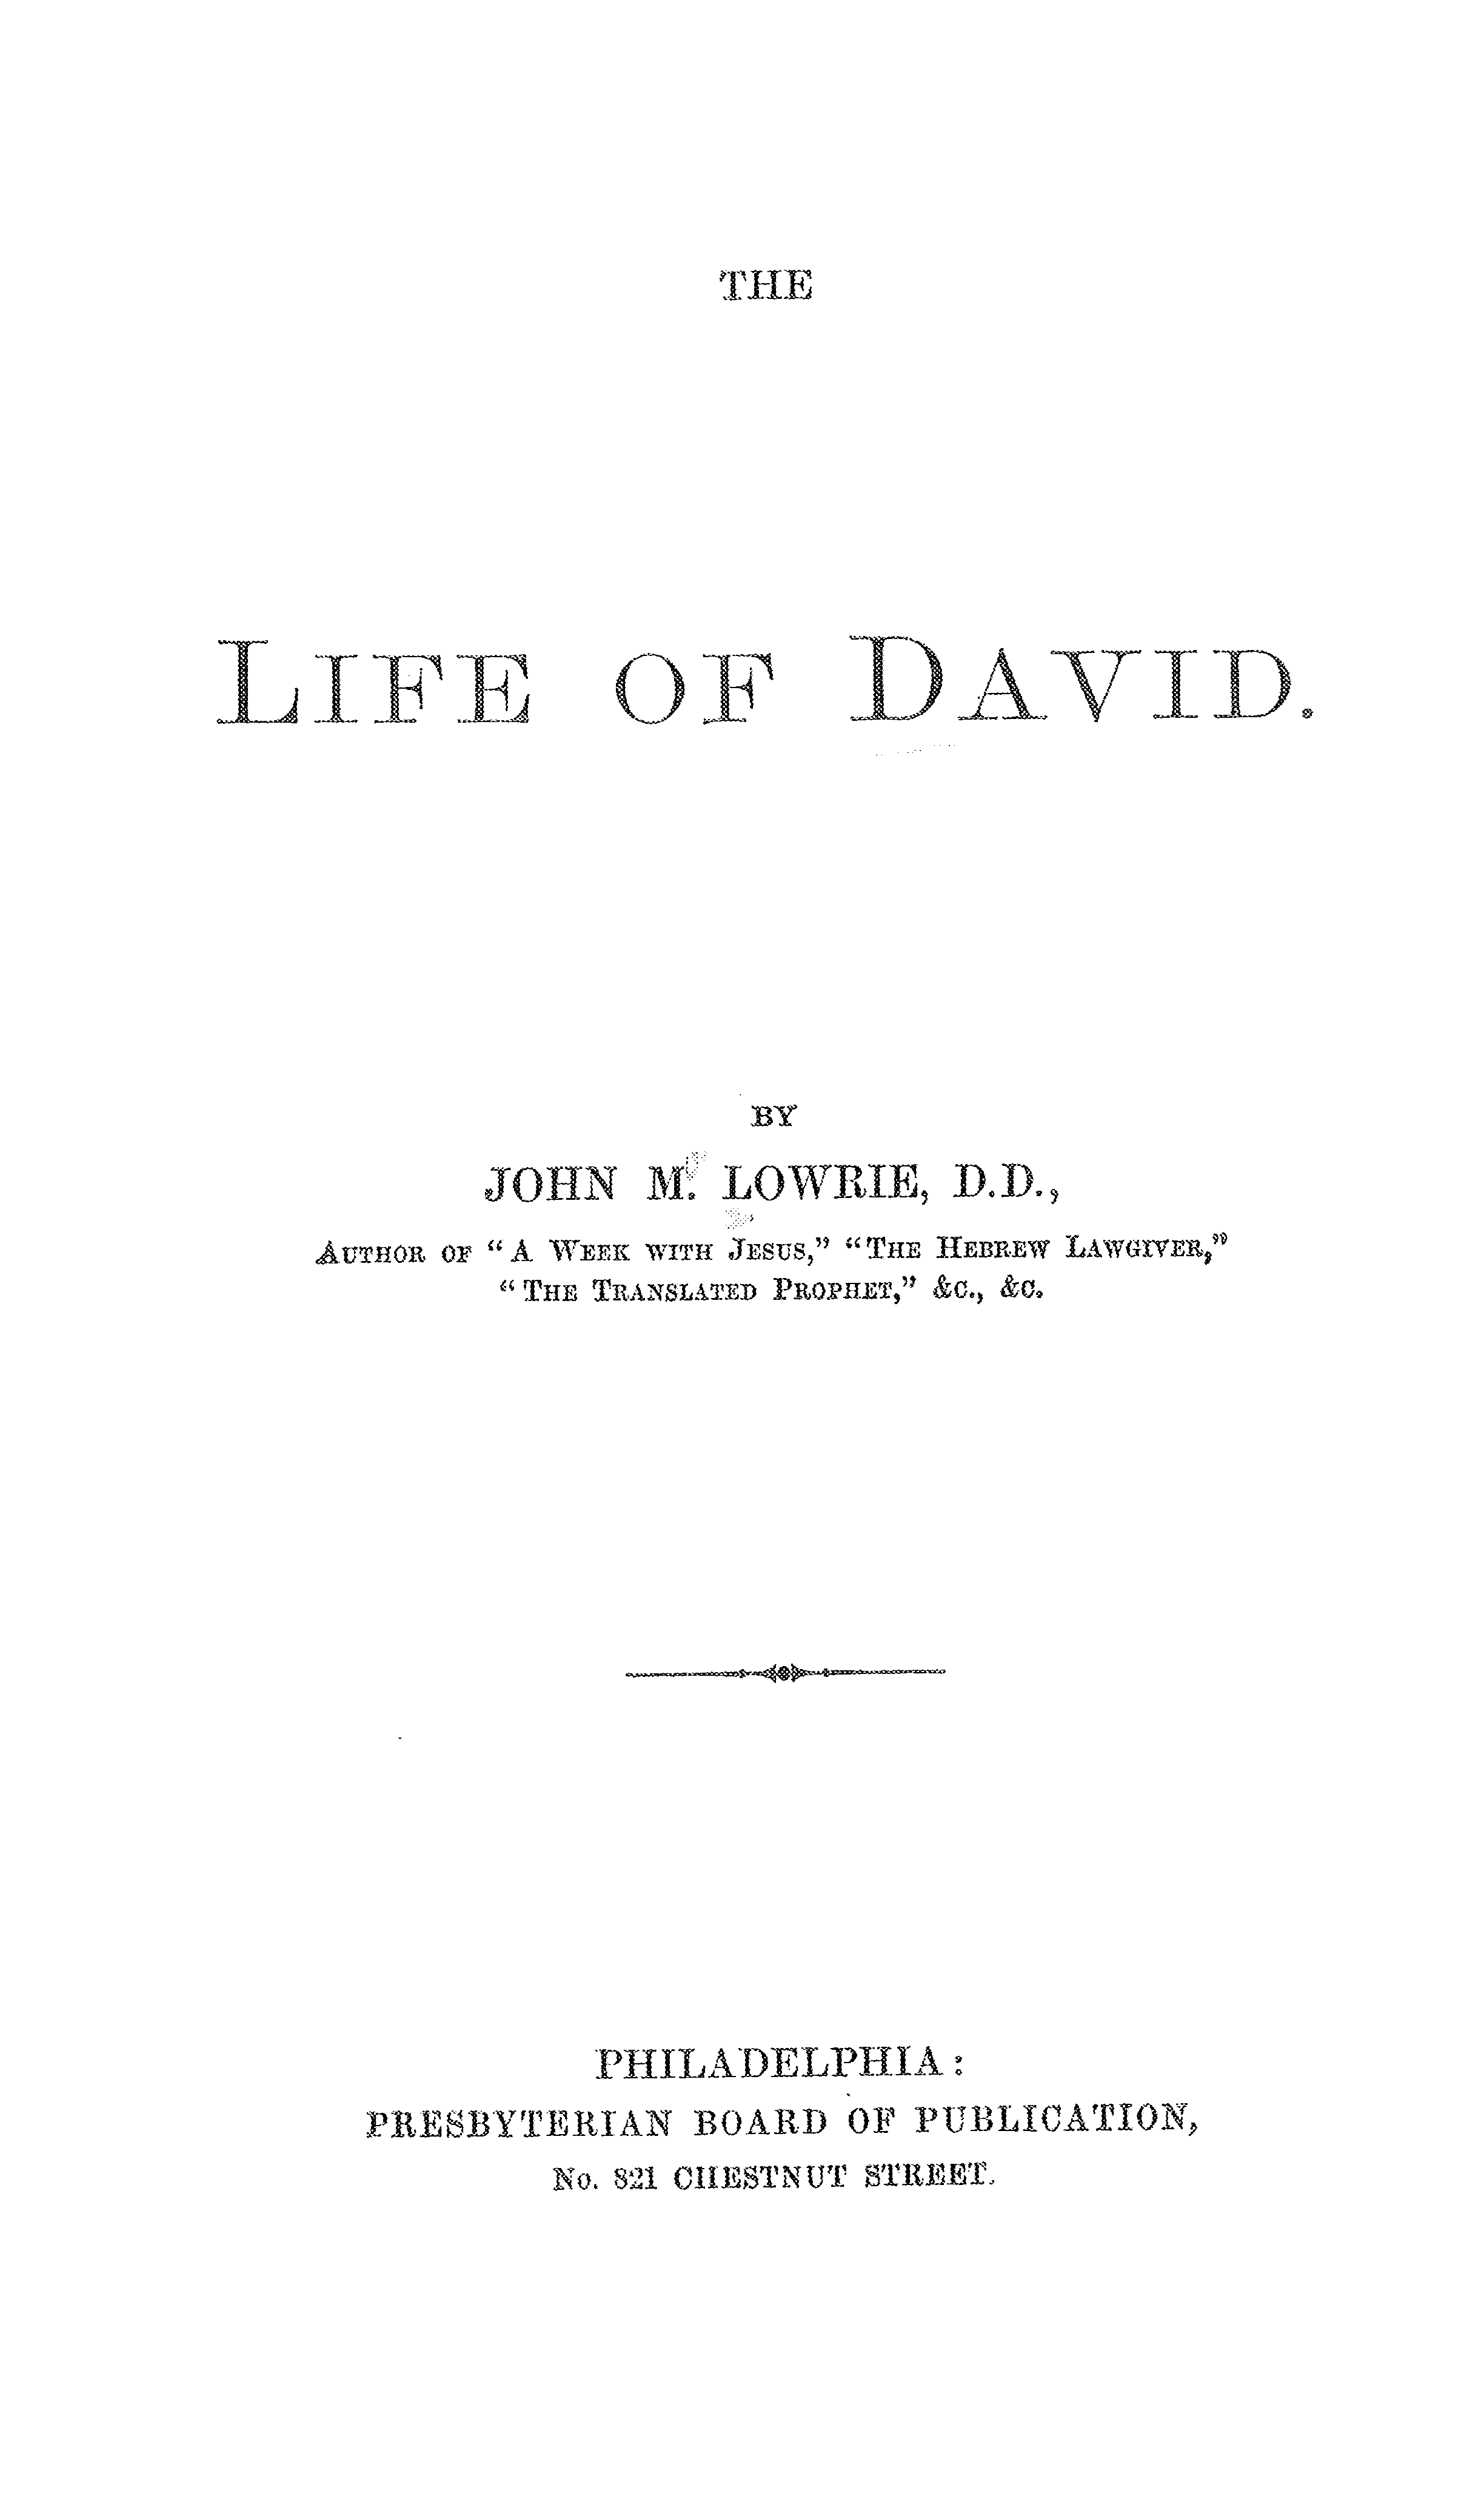 THE
LIFE OF DAVID.
BY
JOHN M. LOWRIE, D.D.,
AUTHOR OF “A WEEK WITH JESUS,” “THE HEBREW LAWGIVER,”
“THE TRANSLATED PROPHET,” &C., &C.
PHILADELPHIA:
PRESBYTERIAN BOARD OF PUBLICATION,
No. 821 CHESTNUT STREET.